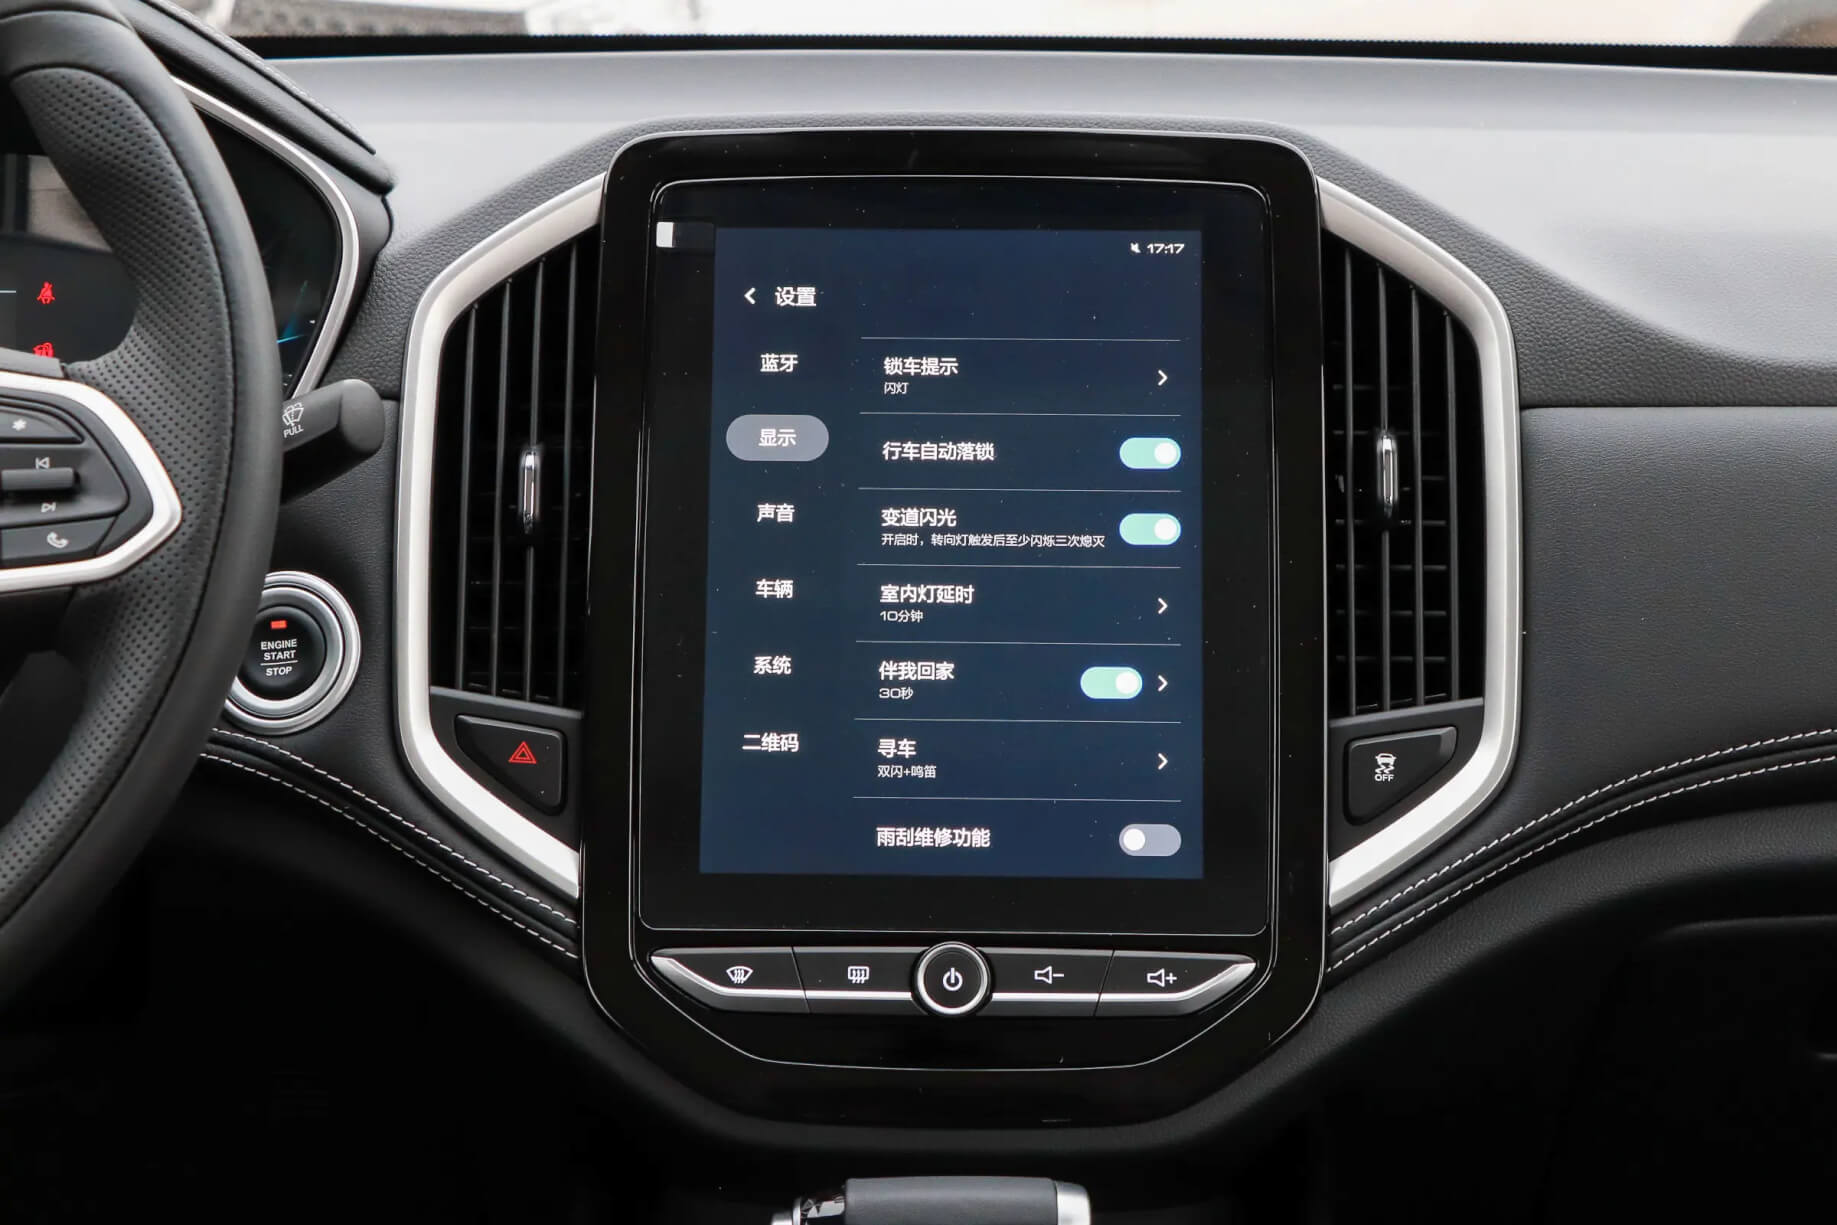 17:17
设置
蓝牙
显示
声音
车辆
系统
二维码
锁车提示
闪灯
行车自动落锁
变道闪光
开启时，转向灯触发后至少闪烁三次熄灭
室内灯延时
10分钟
伴我回家
30秒
寻车
双闪+鸣笛
雨刮维修功能
PULL
ENGINE
START
STOP
OFF